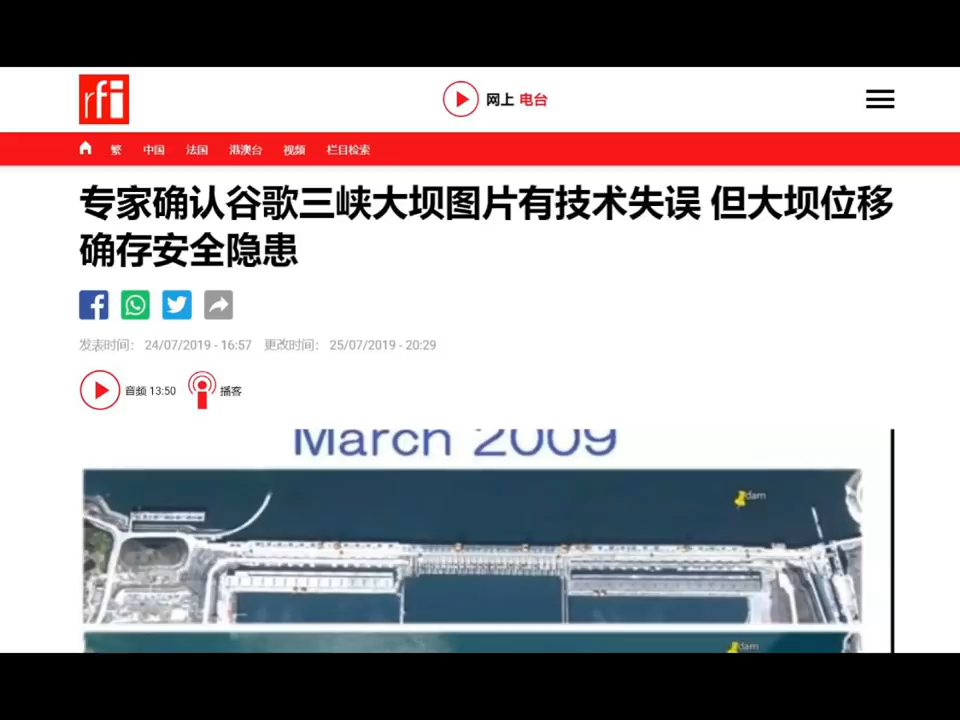 rfi
网上 电台
繁 中国 法国 港澳台 视频 栏目检索
专家确认谷歌三峡大坝图片有技术失误 但大坝位移
确存安全隐患
发表时间： 24/07/2019 - 16:57 更改时间： 25/07/2019 - 20:29
音频 13:50 播客
March 2009
dam
dam